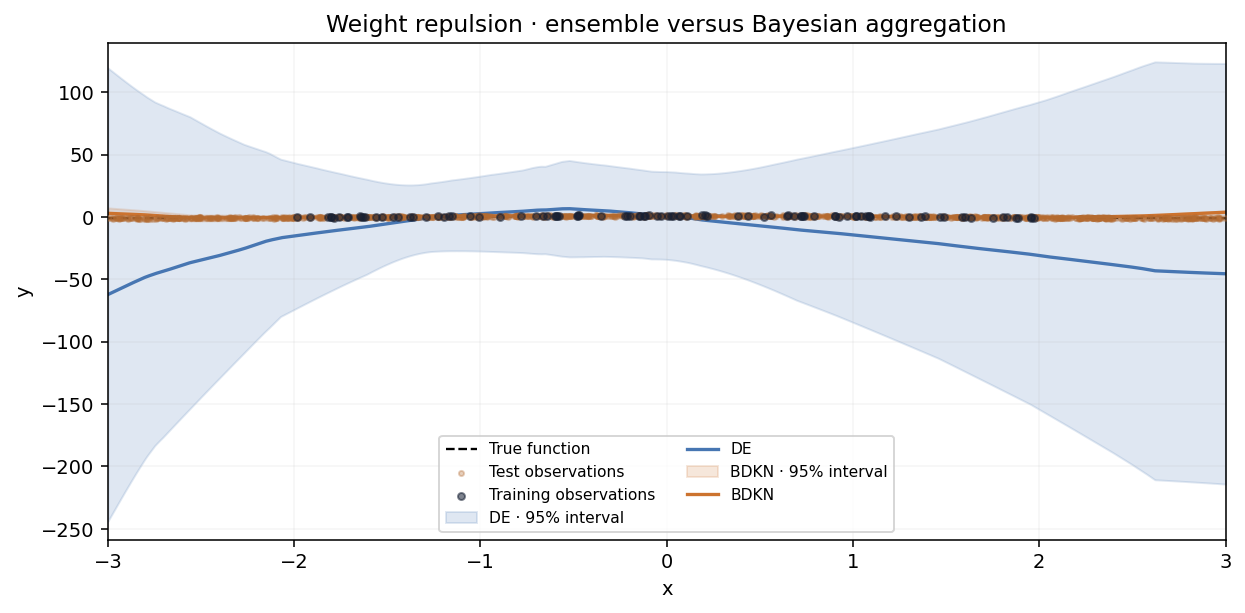 Weight repulsion · ensemble versus Bayesian aggregation
100
50
0
−50
−100
−150
−200
−250
y
True function
Test observations
Training observations
DE · 95% interval
DE
BDKN · 95% interval
BDKN
−3 −2 −1 0 1 2 3
x